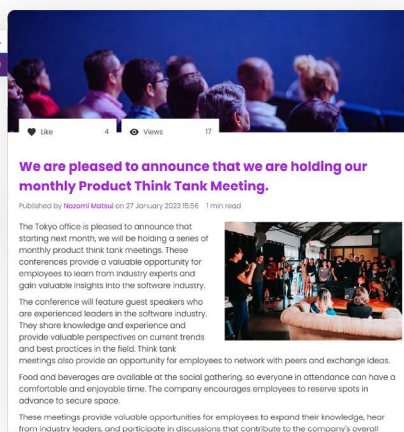 Like 4 Views 17
We are pleased to announce that we are holding our
monthly Product Think Tank Meeting.
Published by Nozomi Matsui on 27 January 2023 15:56 1 min read
The Tokyo office is pleased to announce that
starting next month, we will be holding a series of
monthly product think tank meetings. These
conferences provide a valuable opportunity for
employees to learn from industry experts and
gain valuable insights into the software industry.
The conference will feature guest speakers who
are experienced leaders in the software industry.
They share knowledge and experience and
provide valuable perspectives on current trends
and best practices in the field. Think tank
meetings also provide an opportunity for employees to network with peers and exchange ideas.
Food and beverages are available at the social gathering, so everyone in attendance can have a
comfortable and enjoyable time. The company encourages employees to reserve spots in
advance to secure space.
These meetings provide valuable opportunities for employees to expand their knowledge, hear
from industry leaders, and participate in discussions that contribute to the company's overall